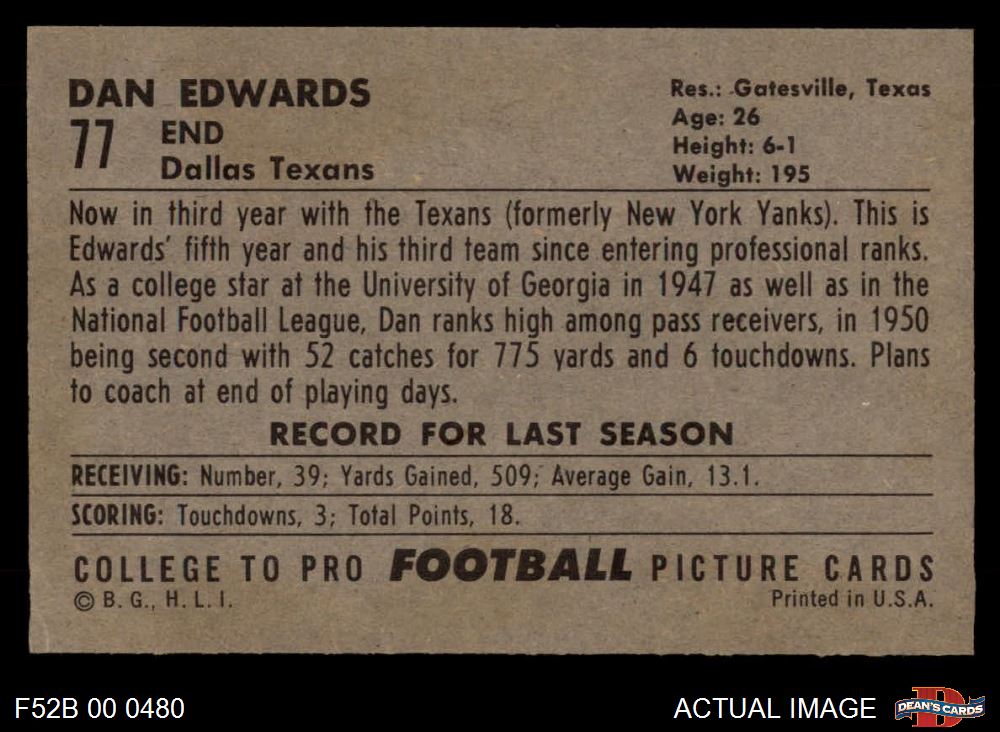 DAN EDWARDS
77 END
Dallas Texans
Res.: Gatesville, Texas
Age: 26
Height: 6-1
Weight: 195
Now in third year with the Texans (formerly New York Yanks). This is
Edwards' fifth year and his third team since entering professional ranks.
As a college star at the University of Georgia in 1947 as well as in the
National Football League, Dan ranks high among pass receivers, in 1950
being second with 52 catches for 775 yards and 6 touchdowns. Plans
to coach at end of playing days.
RECORD FOR LAST SEASON
RECEIVING: Number, 39; Yards Gained, 509; Average Gain, 13.1.
SCORING: Touchdowns, 3; Total Points, 18.
COLLEGE TO PRO FOOTBALL PICTURE CARDS
© B. G., H. L. I.
Printed in U.S.A.
F52B 00 0480
ACTUAL IMAGE
D
DEAN'S CARDS